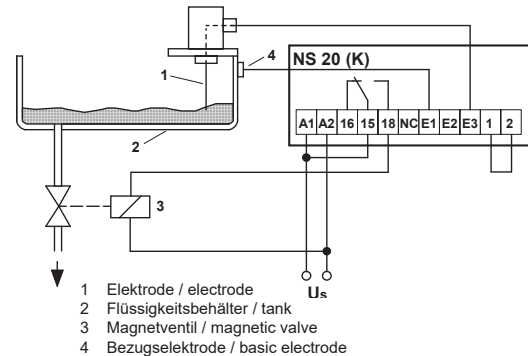 4
NS 20 (K)
1
A1 A2 16 15 18 NC E1 E2 E3 1 2
2
3
Us
1 Elektrode / electrode
2 Flüssigkeitsbehälter / tank
3 Magnetventil / magnetic valve
4 Bezugselektrode / basic electrode